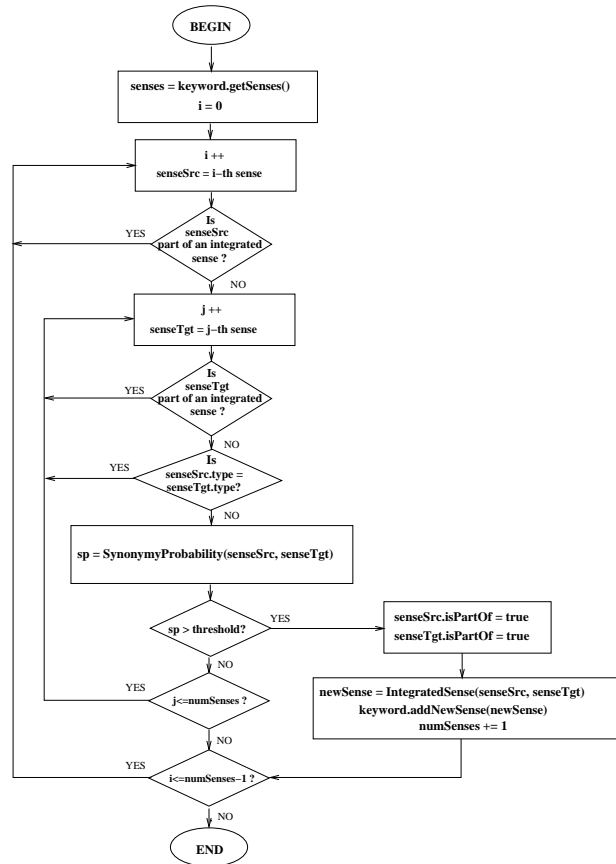 BEGIN
senses = keyword.getSenses()
i = 0
i ++
senseSrc = i−th sense
Is
senseSrc
part of an integrated
sense ?
YES
NO
j ++
senseTgt = j−th sense
Is
senseTgt
part of an integrated
sense ?
YES
NO
Is
senseSrc.type =
senseTgt.type?
YES
NO
sp = SynonymyProbability(senseSrc, senseTgt)
sp > threshold?
YES
NO
senseSrc.isPartOf = true
senseTgt.isPartOf = true
newSense = IntegratedSense(senseSrc, senseTgt)
keyword.addNewSense(newSense)
numSenses += 1
j<=numSenses ?
YES
NO
i<=numSenses−1 ?
YES
NO
END